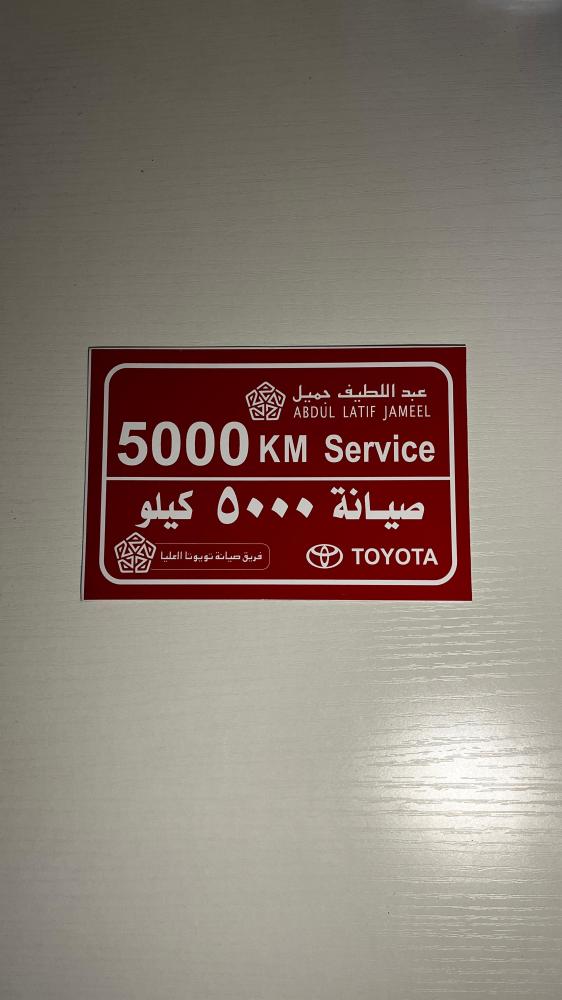 عبد اللطيف جميل
ABDUL LATIF JAMEEL
5000 KM Service
صيانة ٥٠٠٠ كيلو
فريق صيانة تويوتا العليا
TOYOTA